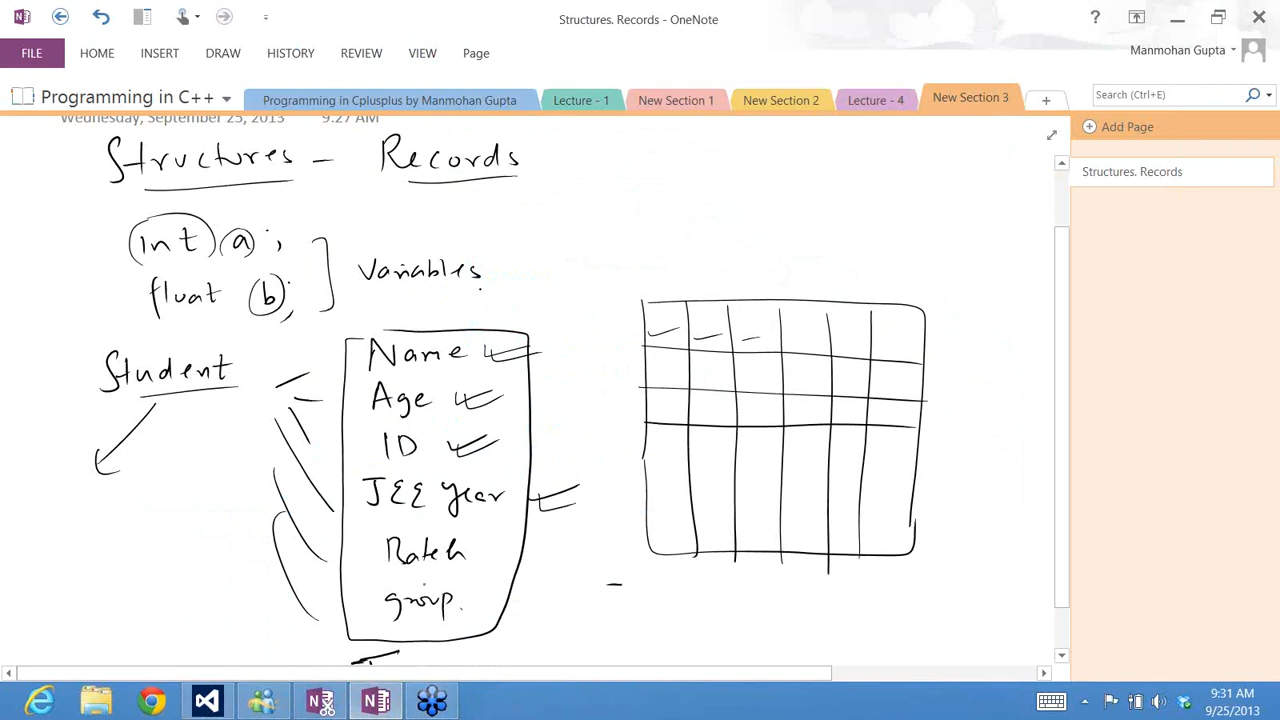 Structures. Records - OneNote
FILE HOME INSERT DRAW HISTORY REVIEW VIEW Page
Manmohan Gupta
Programming in C++
Programming in Cplusplus by Manmohan Gupta
Lecture - 1
New Section 1
New Section 2
Lecture - 4
New Section 3
Search (Ctrl+E)
Add Page
Structures. Records
Wednesday, September 25, 2013 9:27 AM
Structures - Records
int a;
float b;
Variables
Student
Name
Age
ID
JEE year
Batch
group.
9:31 AM
9/25/2013